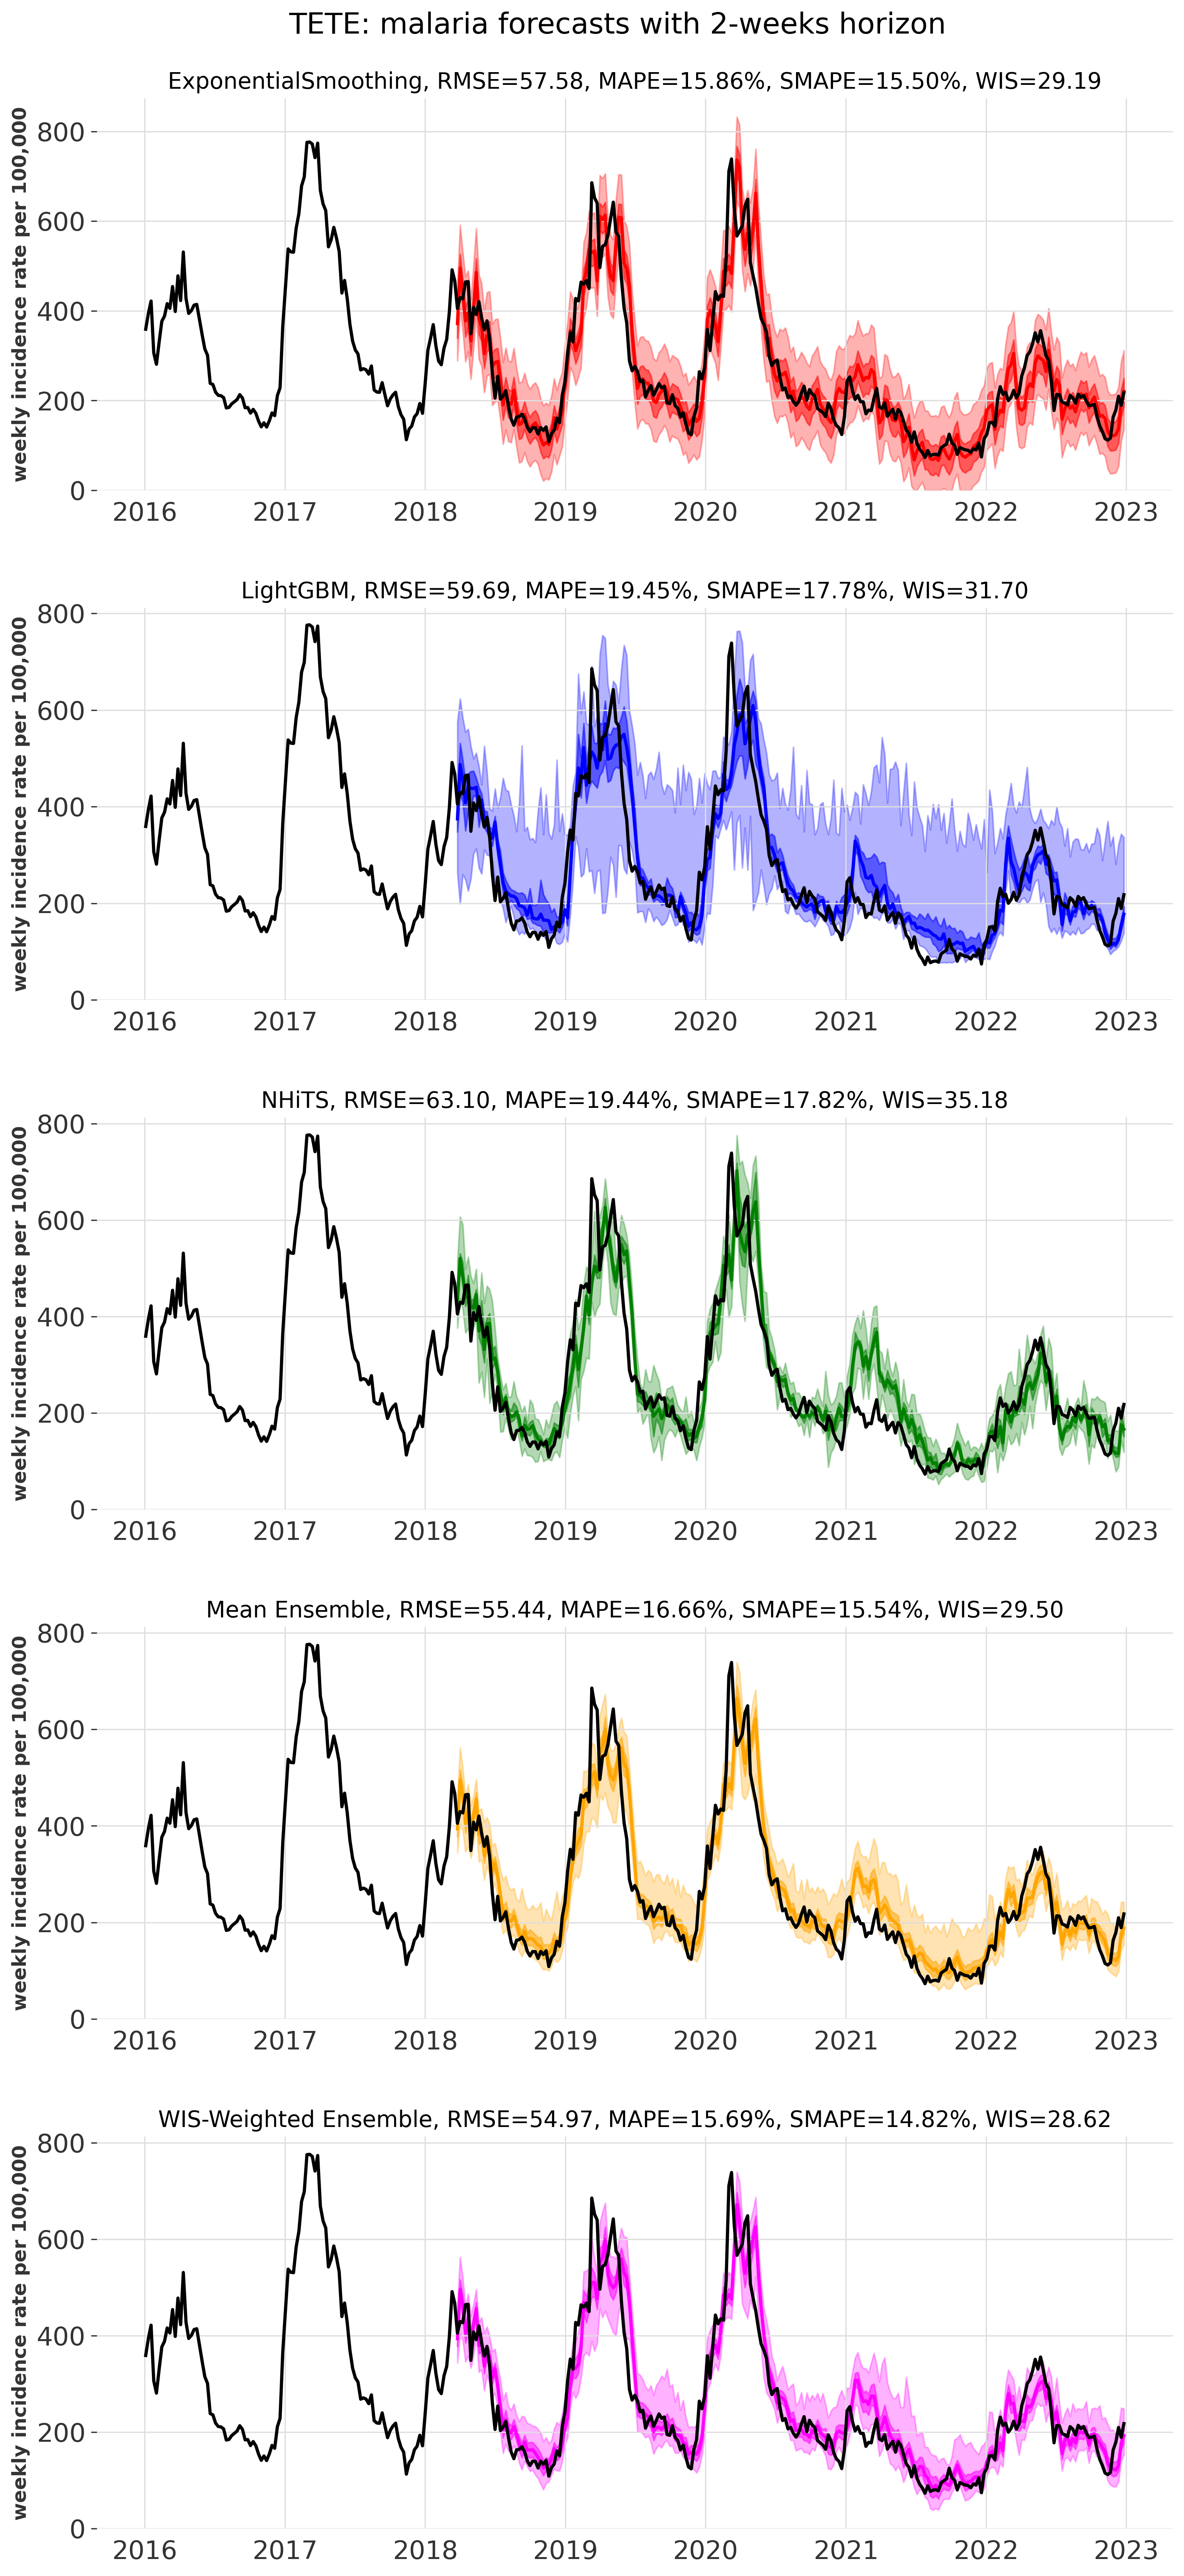 TETE: malaria forecasts with 2-weeks horizon
ExponentialSmoothing, RMSE=57.58, MAPE=15.86%, SMAPE=15.50%, WIS=29.19
weekly incidence rate per 100,000
800
600
400
200
0
2016 2017 2018 2019 2020 2021 2022 2023
LightGBM, RMSE=59.69, MAPE=19.45%, SMAPE=17.78%, WIS=31.70
weekly incidence rate per 100,000
800
600
400
200
0
2016 2017 2018 2019 2020 2021 2022 2023
NHiTS, RMSE=63.10, MAPE=19.44%, SMAPE=17.82%, WIS=35.18
weekly incidence rate per 100,000
800
600
400
200
0
2016 2017 2018 2019 2020 2021 2022 2023
Mean Ensemble, RMSE=55.44, MAPE=16.66%, SMAPE=15.54%, WIS=29.50
weekly incidence rate per 100,000
800
600
400
200
0
2016 2017 2018 2019 2020 2021 2022 2023
WIS-Weighted Ensemble, RMSE=54.97, MAPE=15.69%, SMAPE=14.82%, WIS=28.62
weekly incidence rate per 100,000
800
600
400
200
0
2016 2017 2018 2019 2020 2021 2022 2023